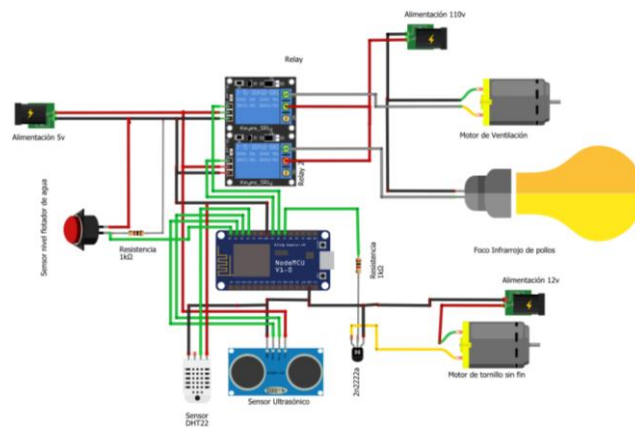 Alimentación 110v
Relay
Alimentación 5v
Motor de Ventilación
Keyes_SRly
Relay 2
Keyes_SRly
Sensor nivel flotador de agua
Resistencia
1kΩ
NodeMCU
V1.0
Resistencia
1kΩ
Foco Infrarrojo de pollos
Alimentación 12v
2n2222a
Motor de tornillo sin fin
Sensor Ultrasónico
Sensor
DHT22